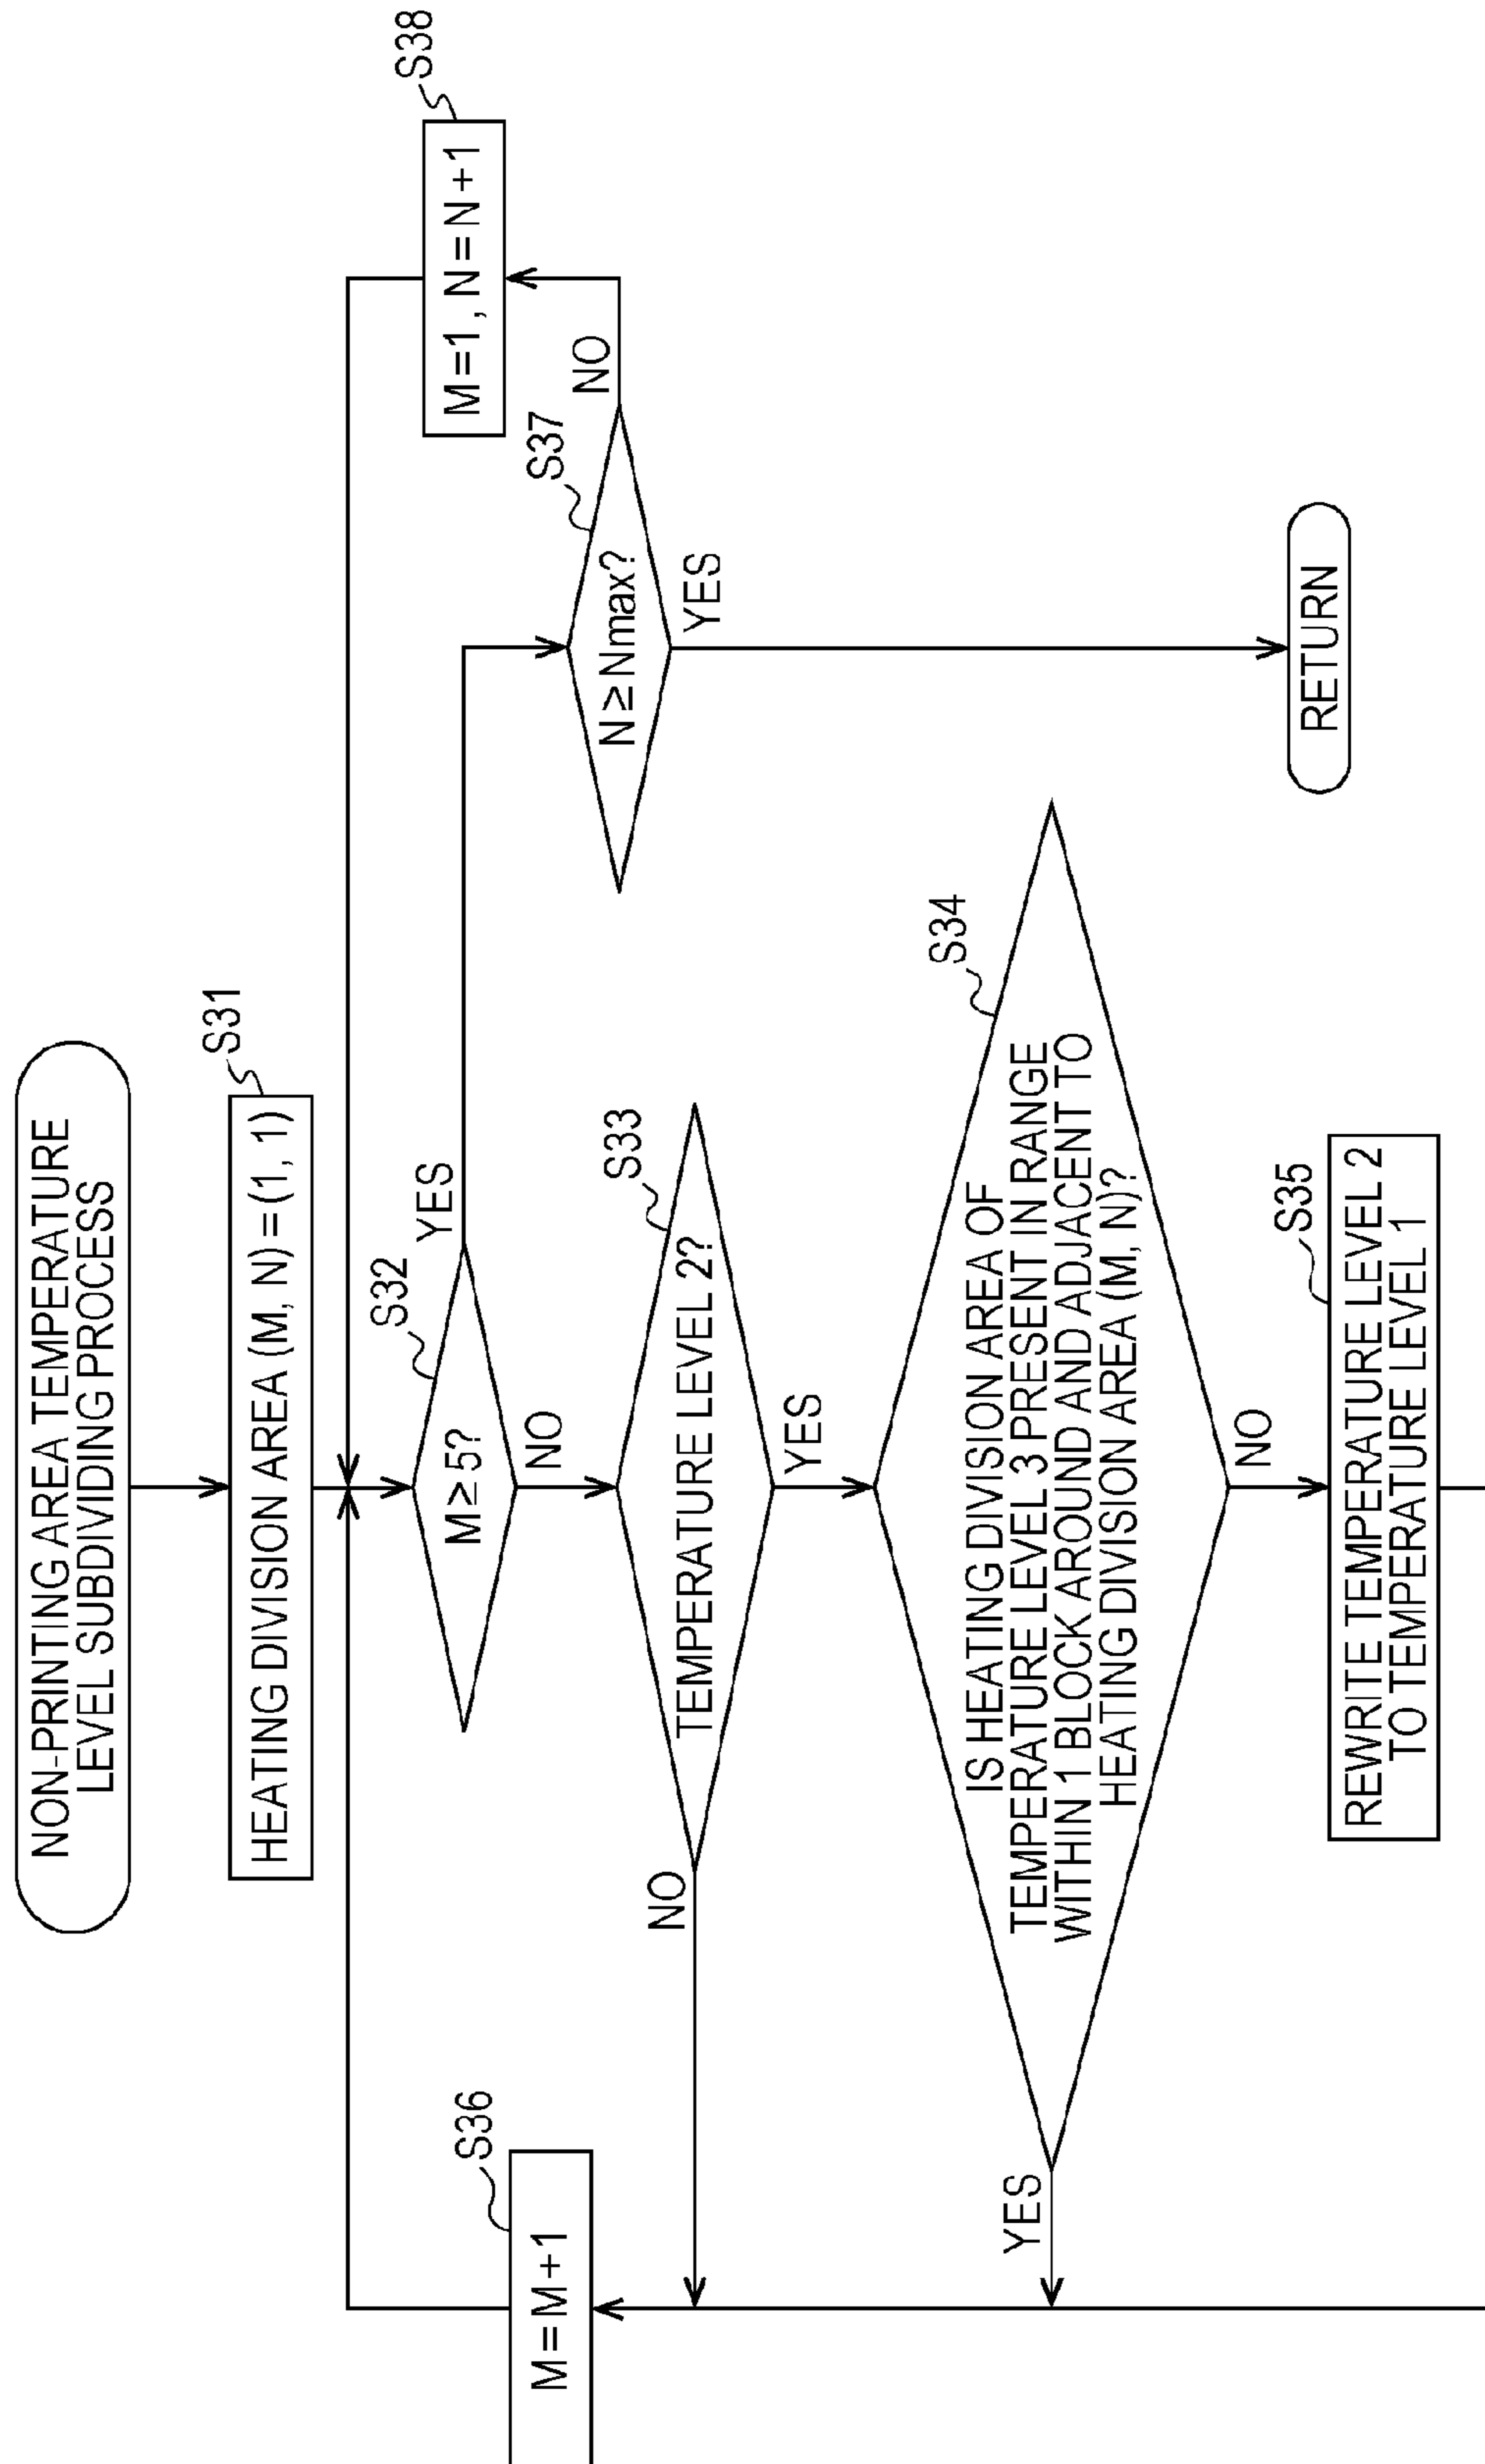 NON-PRINTING AREA TEMPERATURE
LEVEL SUBDIVIDING PROCESS
S31
HEATING DIVISION AREA (M, N) = (1, 1)
S32
M ≥ 5?
YES
NO
S33
TEMPERATURE LEVEL 2?
NO
YES
S34
IS HEATING DIVISION AREA OF
TEMPERATURE LEVEL 3 PRESENT IN RANGE
WITHIN 1 BLOCK AROUND AND ADJACENT TO
HEATING DIVISION AREA (M, N)?
YES
NO
S35
REWRITE TEMPERATURE LEVEL 2
TO TEMPERATURE LEVEL 1
S36
M = M + 1
S37
N ≥ Nmax?
NO
YES
S38
M = 1, N = N + 1
RETURN